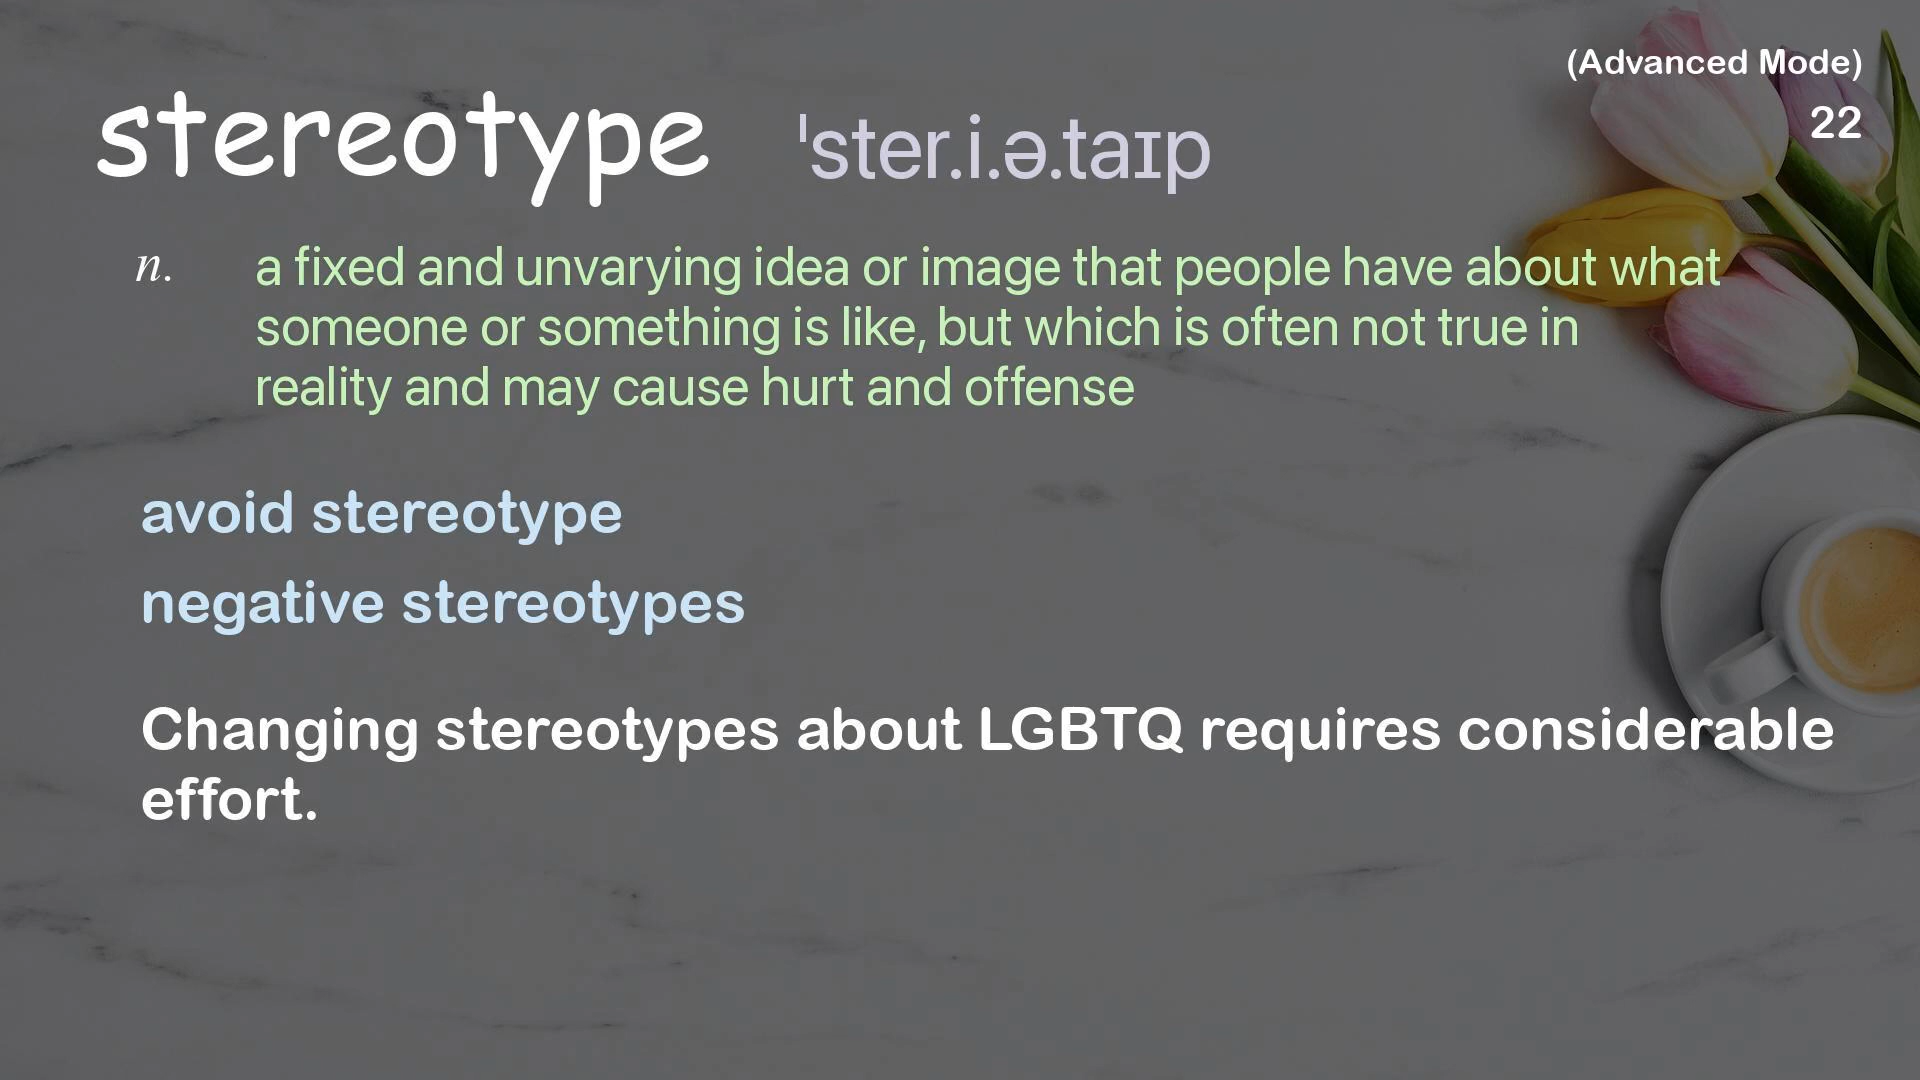 (Advanced Mode)
22
stereotype ˈster.i.ə.taɪp
n. a fixed and unvarying idea or image that people have about what
someone or something is like, but which is often not true in
reality and may cause hurt and offense
avoid stereotype
negative stereotypes
Changing stereotypes about LGBTQ requires considerable
effort.